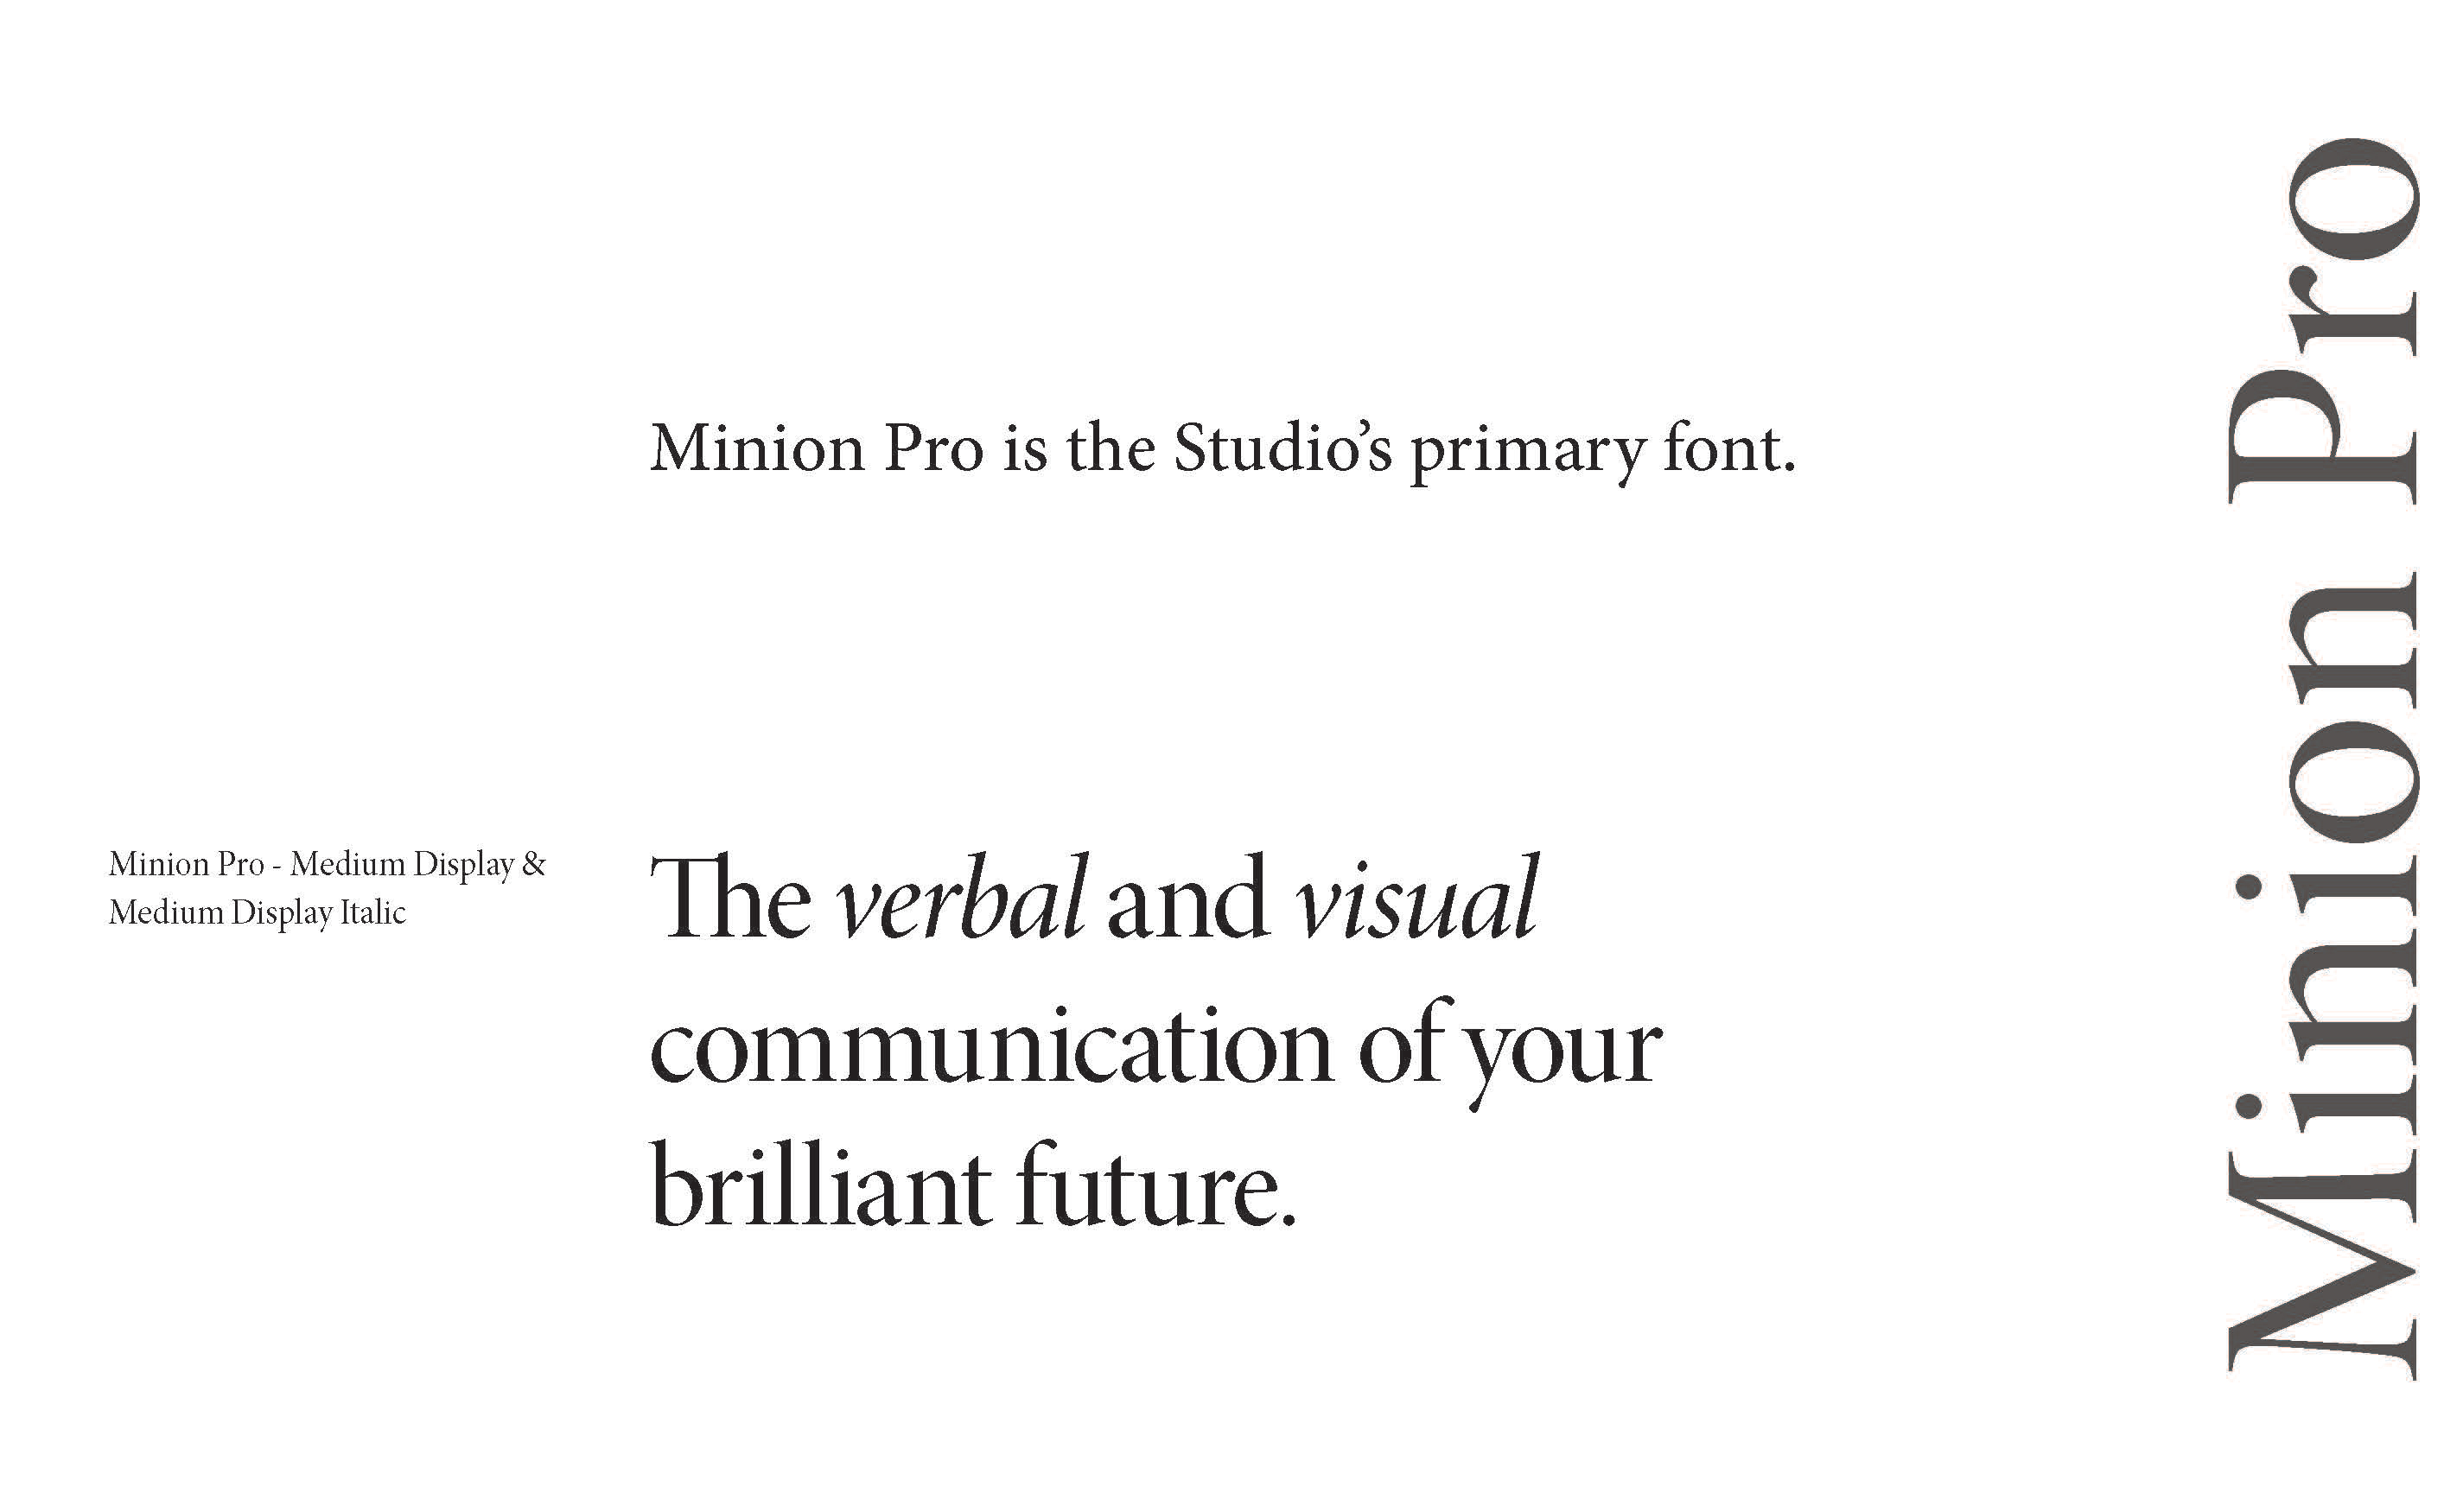 Minion Pro is the Studio’s primary font.
Minion Pro - Medium Display &
Medium Display Italic
The verbal and visual
communication of your
brilliant future.
Minion Pro